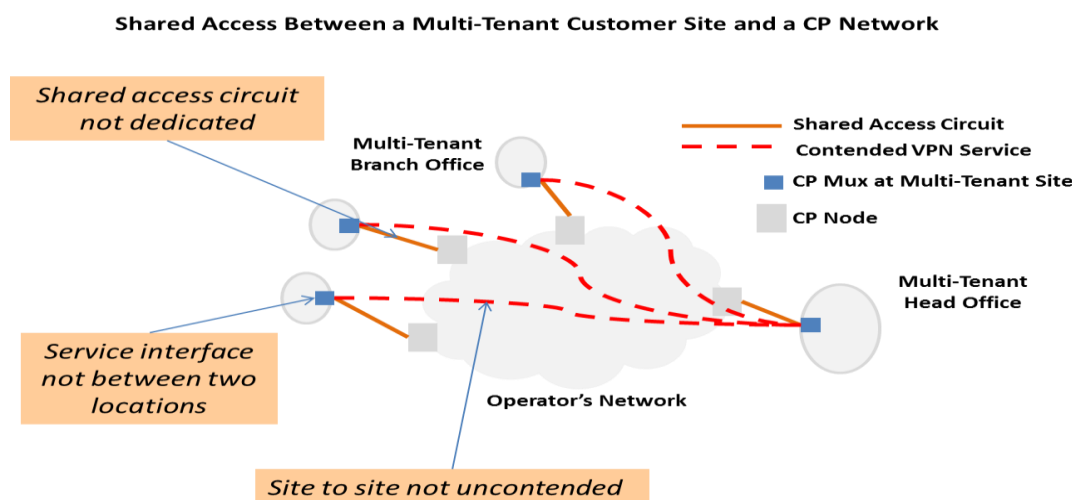 Shared Access Between a Multi-Tenant Customer Site and a CP Network
Shared access circuit
not dedicated
Multi-Tenant
Branch Office
Shared Access Circuit
Contended VPN Service
CP Mux at Multi-Tenant Site
CP Node
Multi-Tenant
Head Office
Service interface
not between two
locations
Operator's Network
Site to site not uncontended